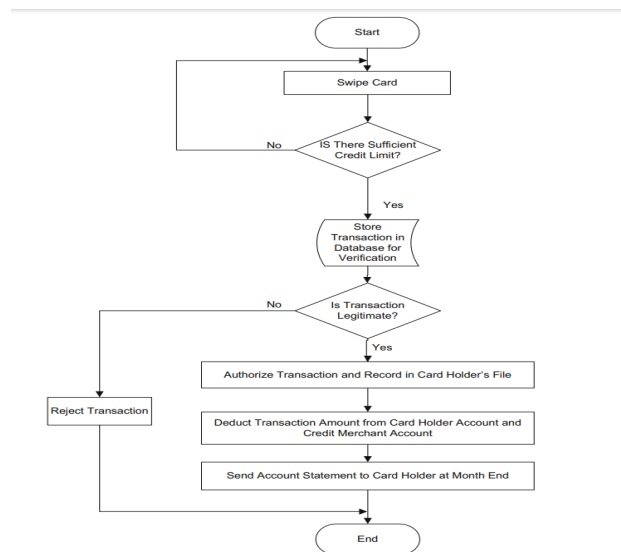 Start
Swipe Card
No
IS There Sufficient
Credit Limit?
Yes
Store
Transaction in
Database for
Verification
No
Is Transaction
Legitimate?
Yes
Authorize Transaction and Record in Card Holder's File
Reject Transaction
Deduct Transaction Amount from Card Holder Account and
Credit Merchant Account
Send Account Statement to Card Holder at Month End
End